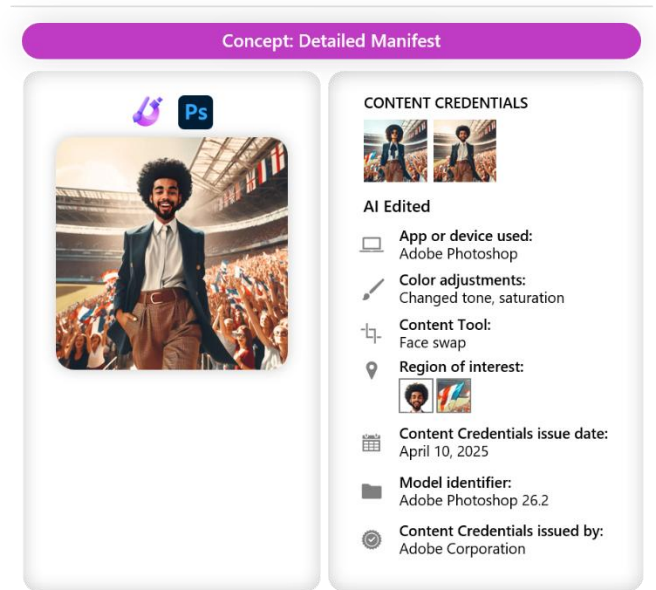 Concept: Detailed Manifest
Ps
CONTENT CREDENTIALS
AI Edited
App or device used:
Adobe Photoshop
Color adjustments:
Changed tone, saturation
Content Tool:
Face swap
Region of interest:
Content Credentials issue date:
April 10, 2025
Model identifier:
Adobe Photoshop 26.2
Content Credentials issued by:
Adobe Corporation